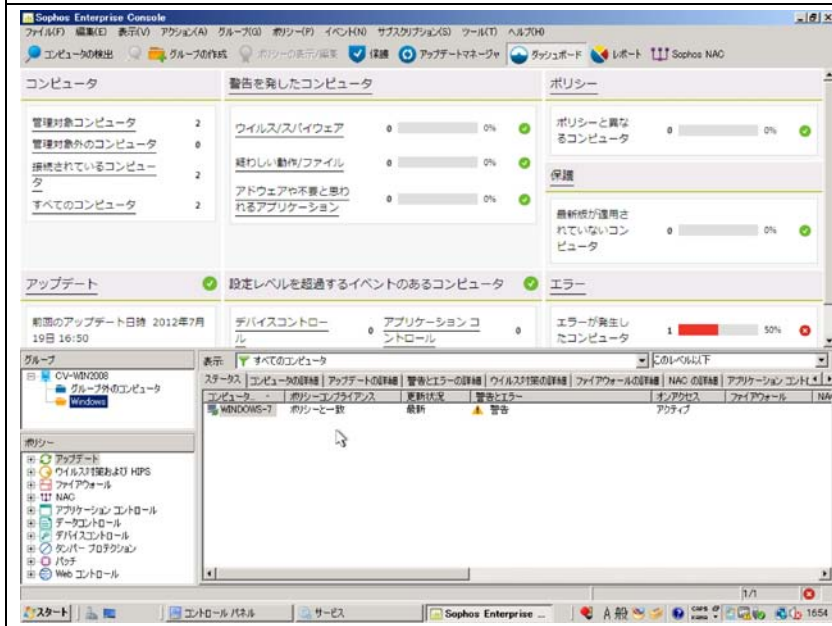 Sophos Enterprise Console
ファイル(F) 編集(E) 表示(V) アクション(A) グループ(G) ポリシー(P) イベント(N) サブスクリプション(S) ツール(T) ヘルプ(H)
コンピュータの検出 グループの作成 ポリシーの表示/編集 保護 アップデートマネージャ ダッシュボード レポート Sophos NAC
コンピュータ
管理対象コンピュータ 2
管理対象外のコンピュータ 0
接続されているコンピュー
タ 2
すべてのコンピュータ 2
警告を発したコンピュータ
ウイルス/スパイウェア 0 0%
疑わしい動作/ファイル 0 0%
アドウェアや不要と思わ
れるアプリケーション 0 0%
ポリシー
ポリシーと異な
るコンピュータ 0 0%
保護
最新版が適用さ
れていないコン
ピュータ 0 0%
アップデート
前回のアップデート日時 2012年7月
19日 16:50
設定レベルを超過するイベントのあるコンピュータ
デバイスコントロー
ル 0
アプリケーション コ
ントロール 0
エラー
エラーが発生し
たコンピュータ 1 50%
グループ
CV-WIN2008
グループ外のコンピュータ
Windows
表示: すべてのコンピュータ このレベル以下
ステータス コンピュータの詳細 アップデートの詳細 警告とエラーの詳細 ウイルス対策の詳細 ファイアウォールの詳細 NAC の詳細 アプリケーション コント
コンピュータ... ポリシーコンプライアンス 更新状況 警告とエラー オンアクセス ファイアウォール NA
WINDOWS-7 ポリシーと一致 最新 警告 アクティブ
ポリシー
アップデート
ウイルス対策および HIPS
ファイアウォール
NAC
アプリケーション コントロール
データコントロール
デバイスコントロール
タンパー プロテクション
パッチ
Web コントロール
1/1
スタート コントロール パネル サービス Sophos Enterprise ... A 般 CAPS 16:54